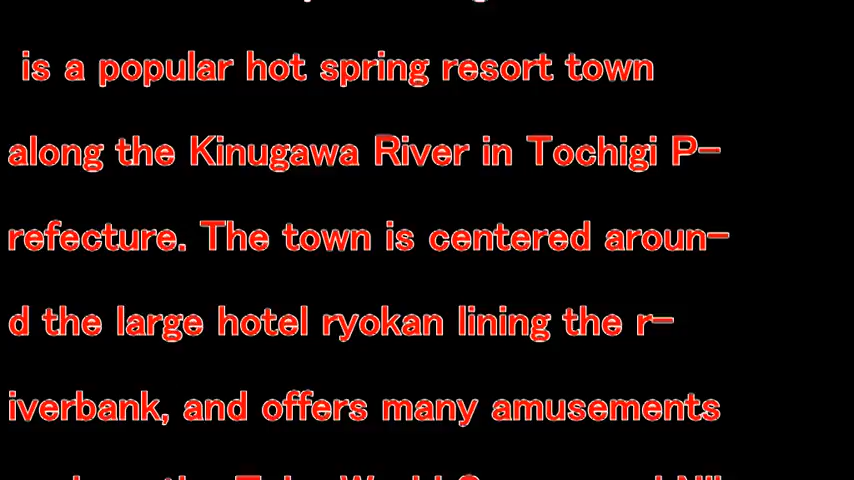 is a popular hot spring resort town
along the Kinugawa River in Tochigi P-
refecture. The town is centered aroun-
d the large hotel ryokan lining the r-
iverbank, and offers many amusements